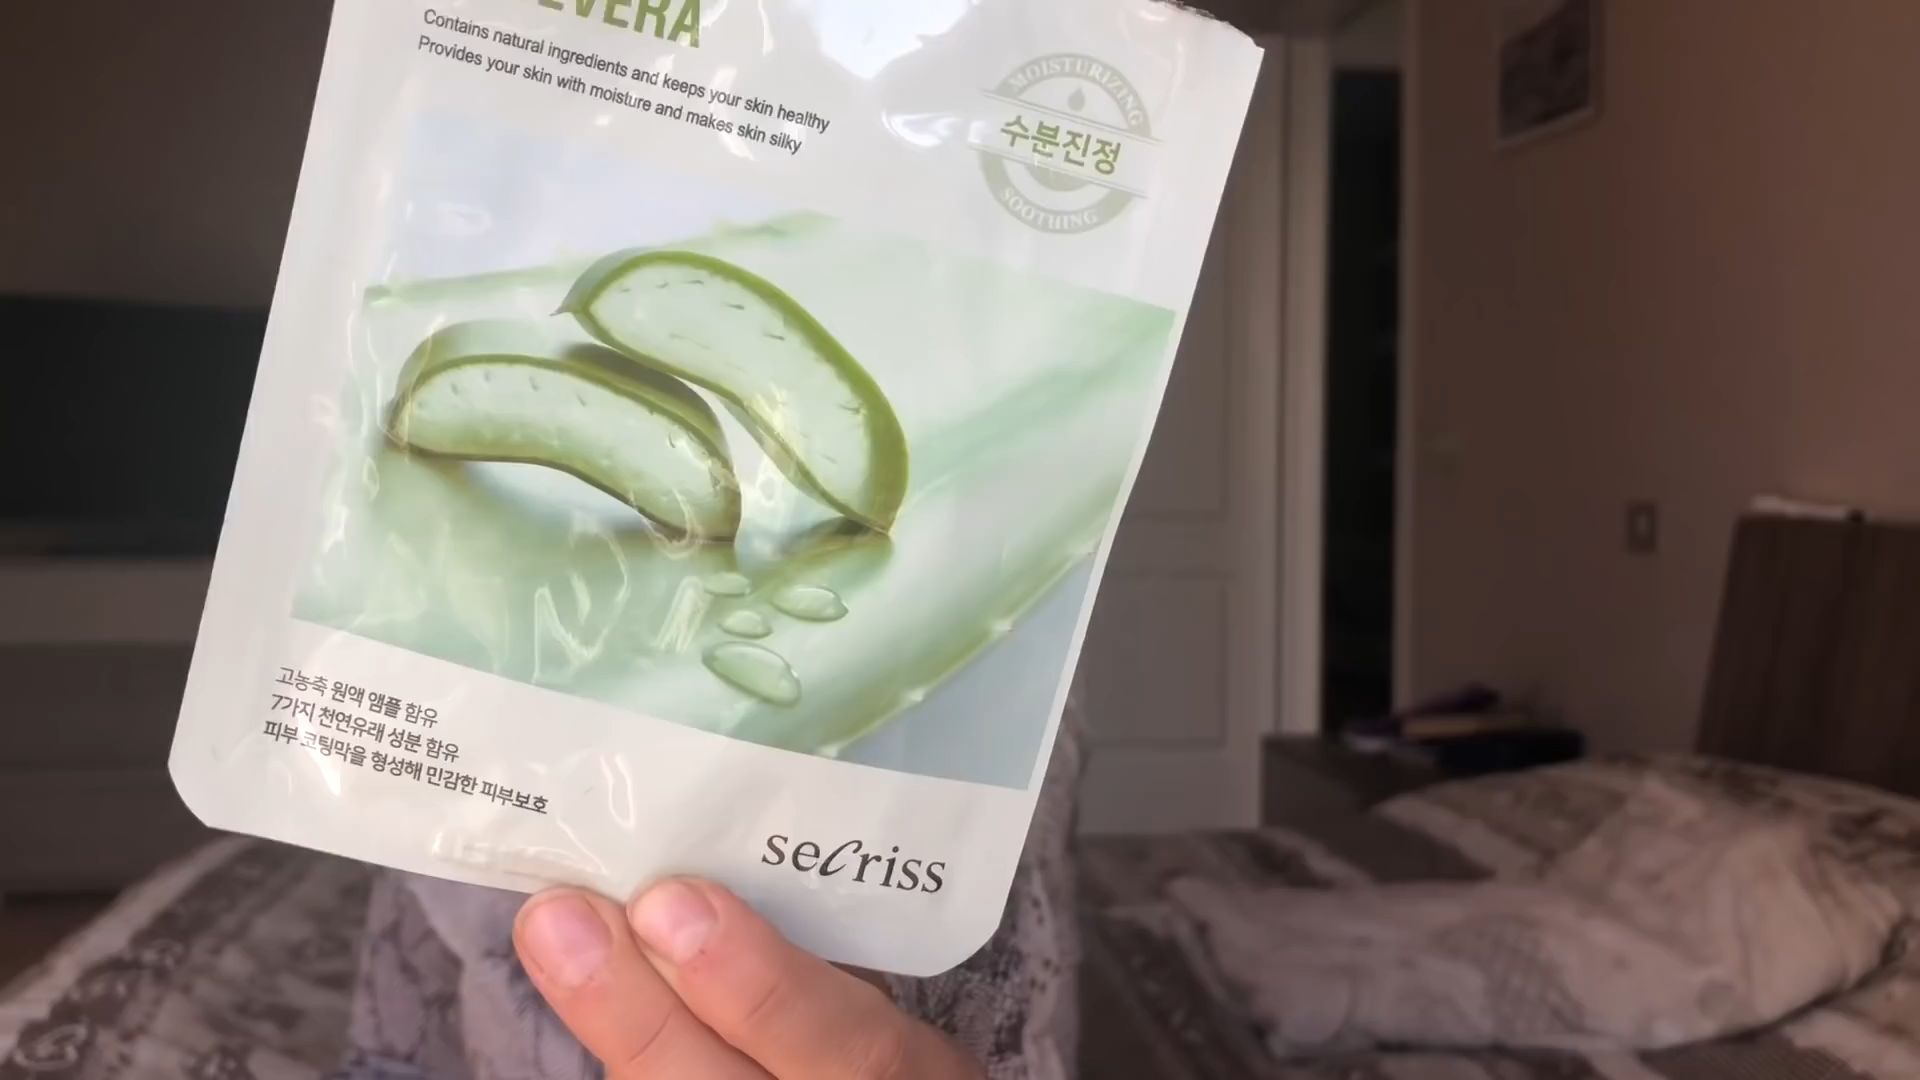 VERA
Contains natural ingredients and keeps your skin healthy
Provides your skin with moisture and makes skin silky
MOISTURIZING
수분진정
SOOTHING
고농축 원액 앰플 함유
7가지 천연유래 성분 함유
피부 코팅막을 형성해 민감한 피부보호
secriss